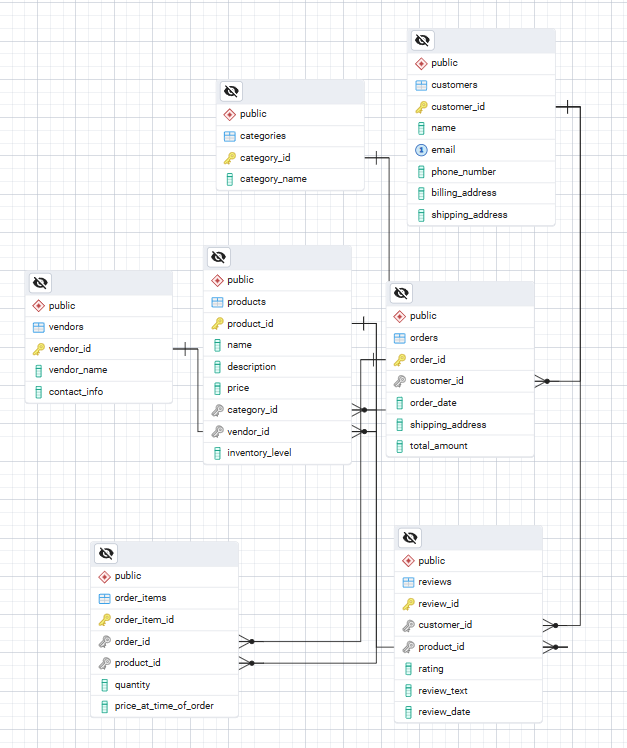 public
customers
customer_id
name
email
phone_number
billing_address
shipping_address
public
categories
category_id
category_name
public
products
product_id
name
description
price
category_id
vendor_id
inventory_level
public
vendors
vendor_id
vendor_name
contact_info
public
orders
order_id
customer_id
order_date
shipping_address
total_amount
public
order_items
order_item_id
order_id
product_id
quantity
price_at_time_of_order
public
reviews
review_id
customer_id
product_id
rating
review_text
review_date